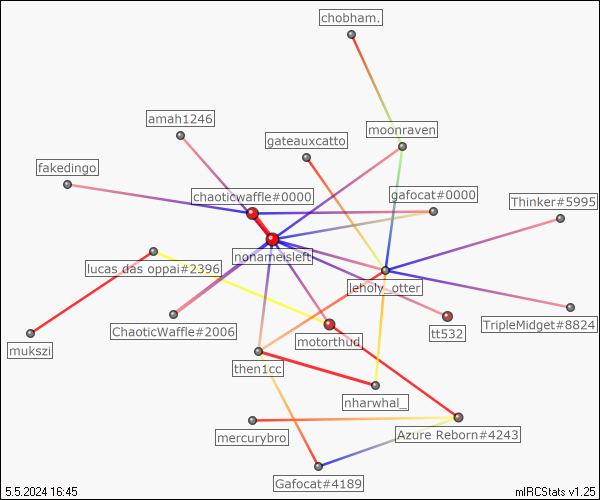 chobham.
amah1246
moonraven
gateauxcatto
fakedingo
chaoticwaffle#0000
gafocat#0000
Thinker#5995
nonameisleft
lucas.das oppai#2396
leholy_otter
ChaoticWaffle#2006
TripleMidget#8824
tt532
motorthud_
mukszi
then1cc
nharwhal_
mercurybro
Azure Reborn#4243
Gafocat#4189
5.5.2024 16:45
mIRCStats v1.25